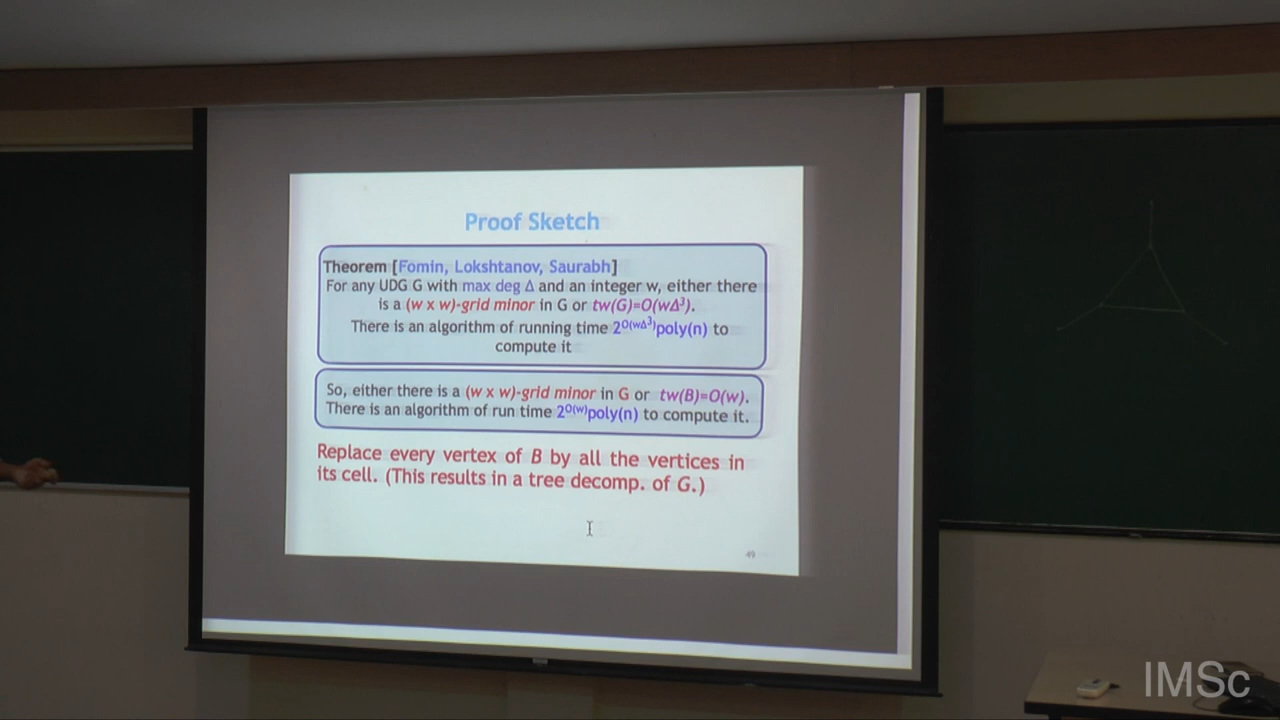 Proof Sketch
Theorem [Fomin, Lokshtanov, Saurabh]
For any UDG G with max deg Δ and an integer w, either there
is a (w x w)-grid minor in G or tw(G)=O(wΔ³).
There is an algorithm of running time 2^O(wΔ³)poly(n) to
compute it
So, either there is a (w x w)-grid minor in G or tw(B)=O(w).
There is an algorithm of run time 2^O(w)poly(n) to compute it.
Replace every vertex of B by all the vertices in
its cell. (This results in a tree decomp. of G.)
49
IMSc